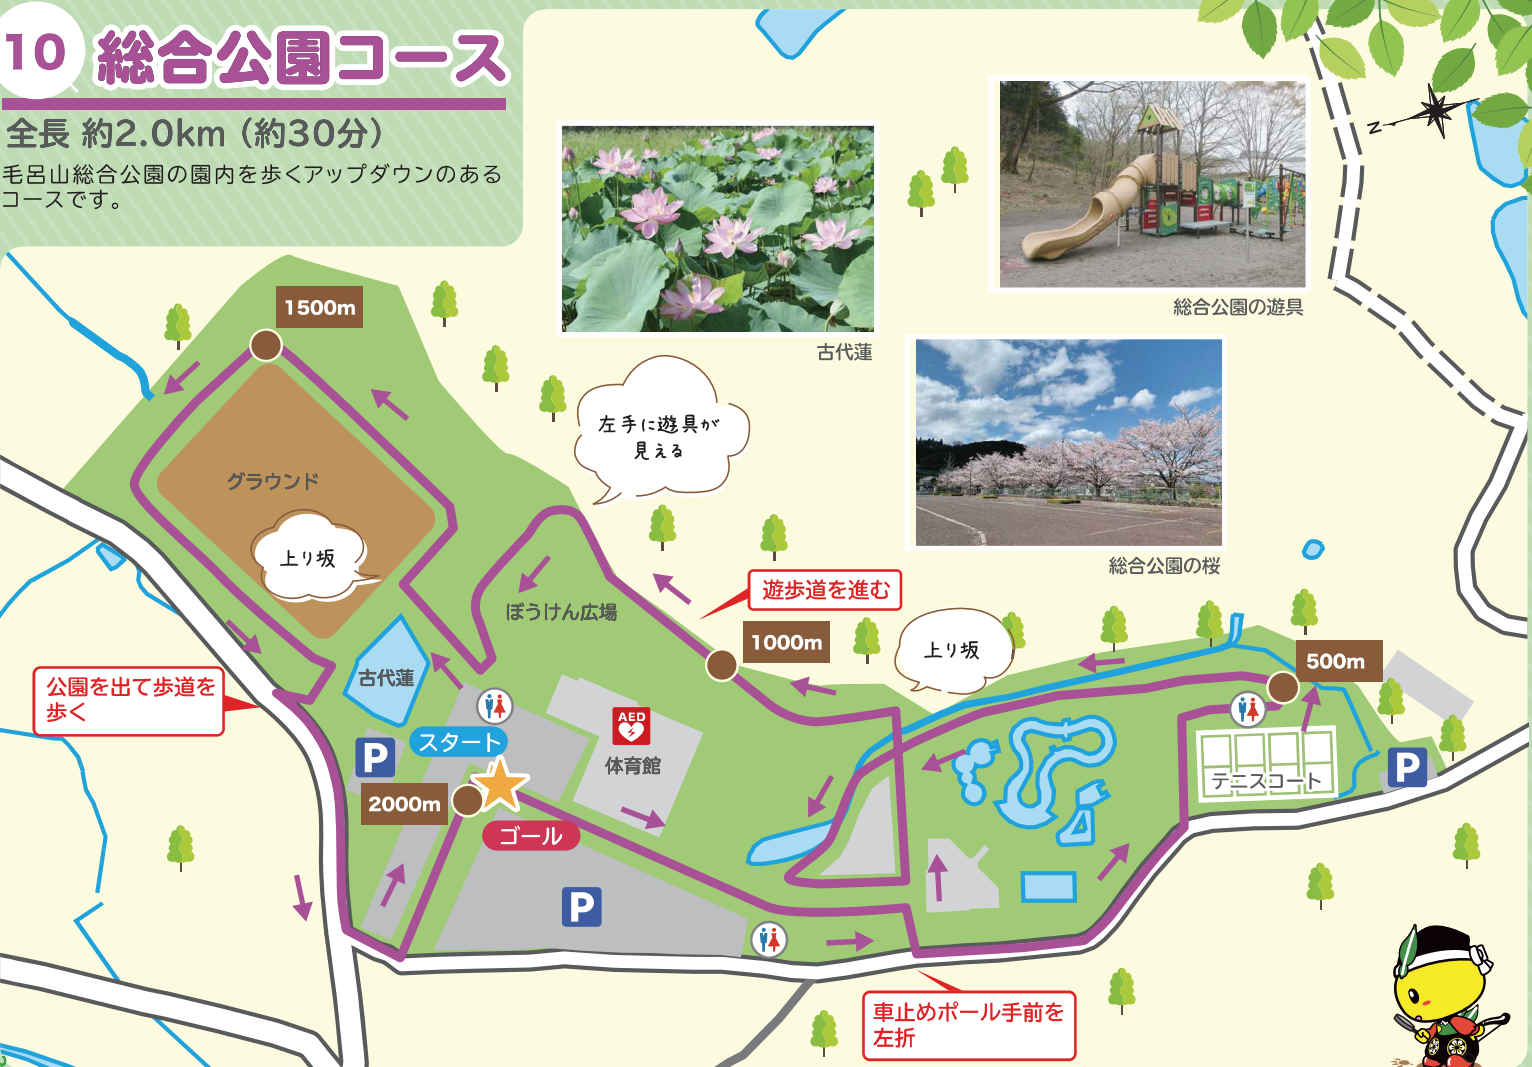 10 総合公園コース
全長 約2.0km（約30分）
毛呂山総合公園の園内を歩くアップダウンのある
コースです。
N
総合公園の遊具
古代蓮
総合公園の桜
1500m
左手に遊具が
見える
グラウンド
上り坂
ぼうけん広場
遊歩道を進む
1000m
上り坂
500m
公園を出て歩道を
歩く
古代蓮
スタート
AED
体育館
P
2000m
ゴール
テニスコート
P
P
車止めポール手前を
左折